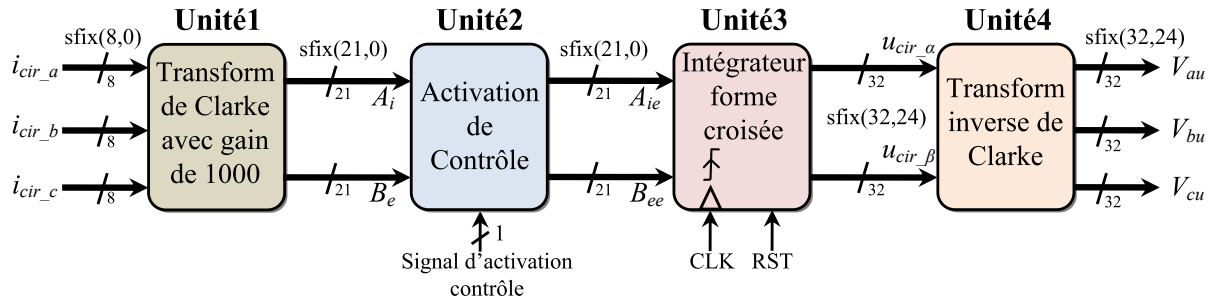 Unité1
Unité2
Unité3
Unité4
sfix(8,0)
sfix(21,0)
sfix(21,0)
sfix(32,24)
i_cir_a
8
i_cir_b
8
i_cir_c
8
Transform
de Clarke
avec gain
de 1000
21
A_i
21
B_e
Activation
de
Contrôle
1
Signal d'activation
contrôle
21
A_ie
21
B_ee
Intégrateur
forme
croisée
CLK
RST
u_cir_α
32
sfix(32,24)
u_cir_β
32
Transform
inverse de
Clarke
32
V_au
32
V_bu
32
V_cu